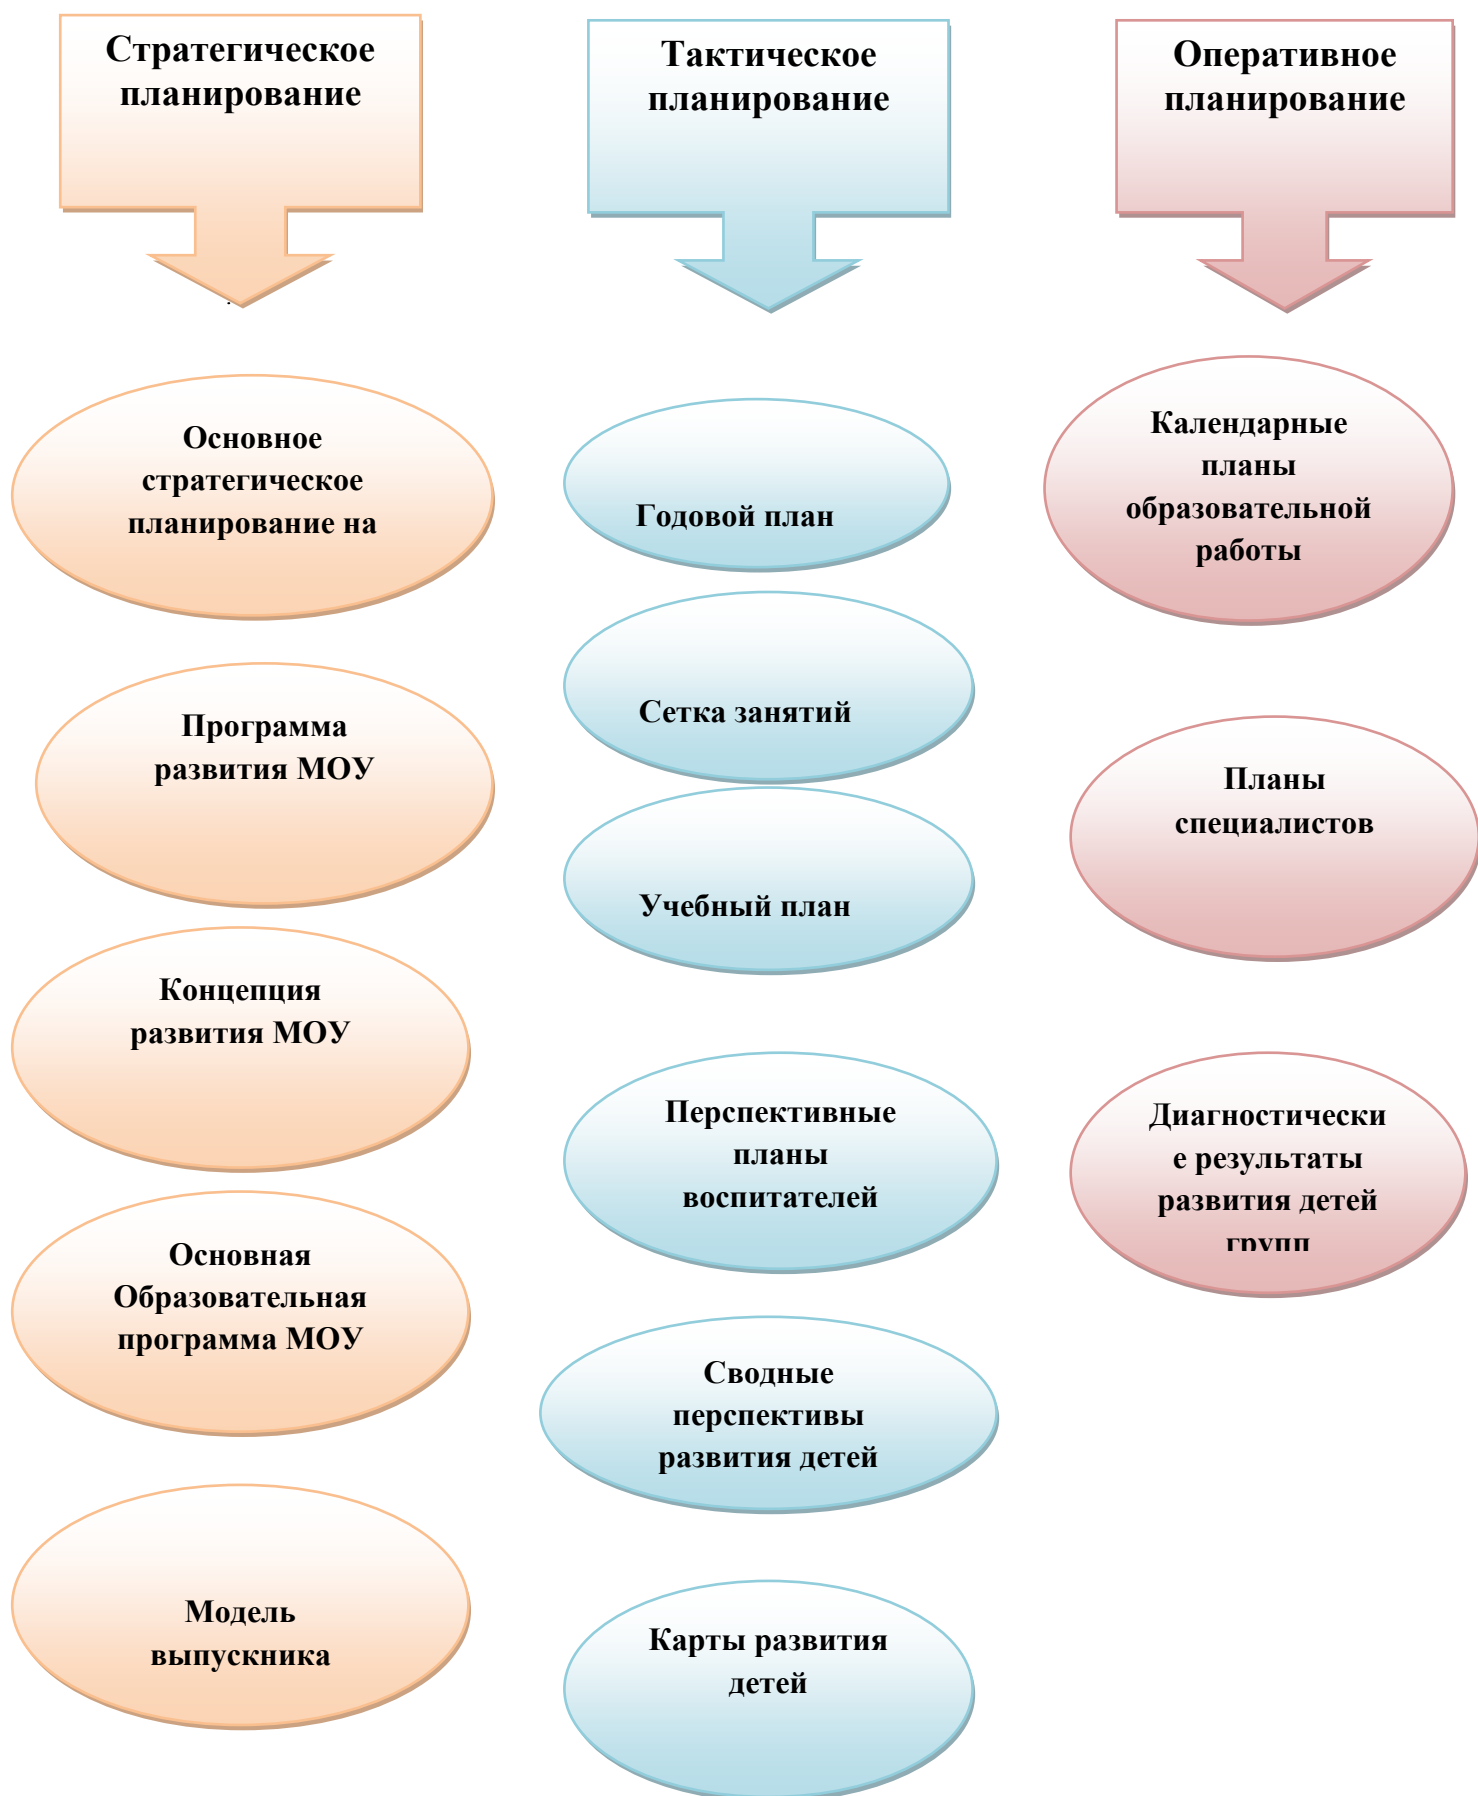 Стратегическое
планирование
Тактическое
планирование
Оперативное
планирование
Основное
стратегическое
планирование на
Программа
развития МОУ
Концепция
развития МОУ
Основная
Образовательная
программа МОУ
Модель
выпускника
Годовой план
Сетка занятий
Учебный план
Перспективные
планы
воспитателей
Сводные
перспективы
развития детей
Карты развития
детей
Календарные
планы
образовательной
работы
Планы
специалистов
Диагностически
е результаты
развития детей
групп